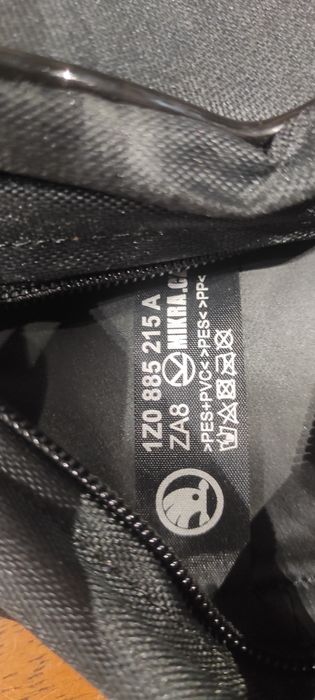 1Z0 885 215 A
ZA8 MIKRA.C
>PES+PVC< >PES< >PP<